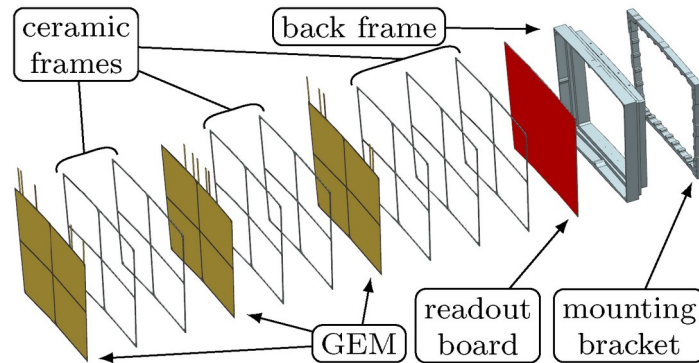 ceramic
frames
back frame
GEM
readout
board
mounting
bracket